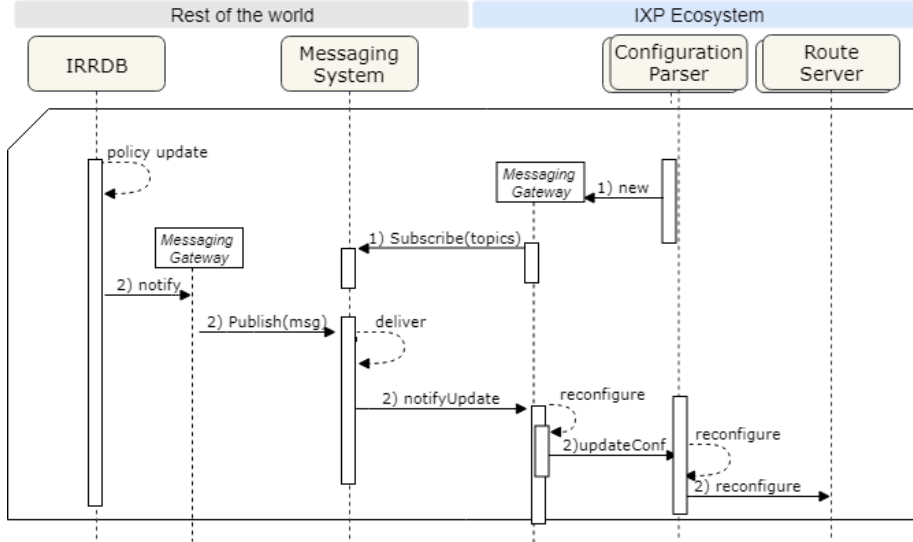 Rest of the world
IXP Ecosystem
IRRDB
Messaging
System
Configuration
Parser
Route
Server
policy update
Messaging
Gateway
1) new
Messaging
Gateway
1) Subscribe(topics)
2) notify
2) Publish(msg)
deliver
2) notifyUpdate
reconfigure
2)updateConf
reconfigure
2) reconfigure